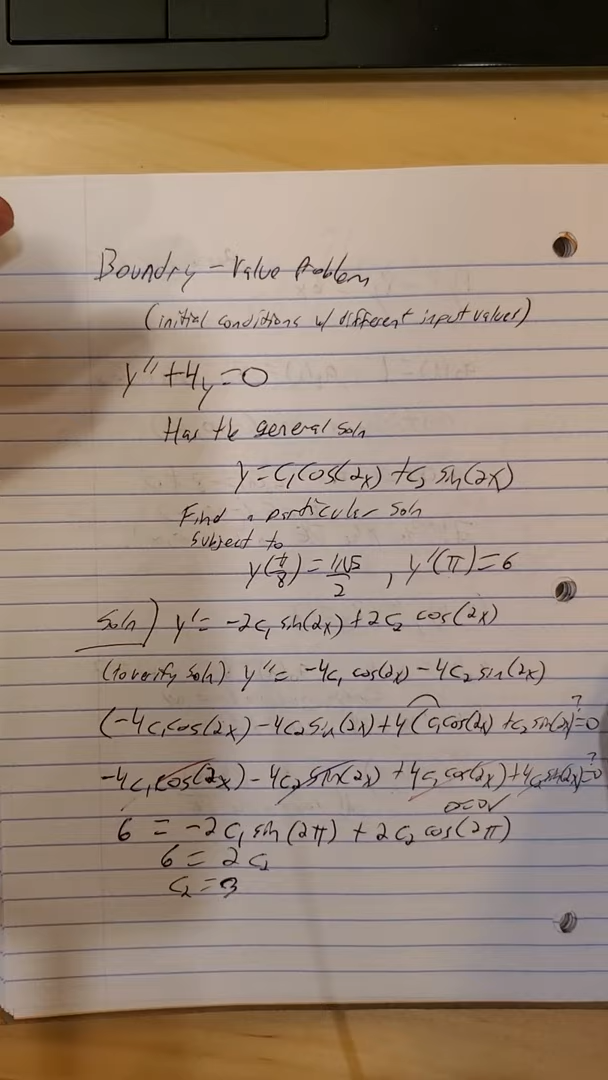 Boundry - Value Problem
(initial conditions w/ different input values)
y'' + 4y = 0
Has the general soln
y = c₁ cos(2x) + c₂ sin(2x)
Find a particular soln
subject to
y(π/8) = 11√2/2 , y'(π) = 6
Soln) y' = -2c₁ sin(2x) + 2c₂ cos(2x)
(to verify soln) y'' = -4c₁ cos(2x) - 4c₂ sin(2x)
(-4c₁ cos(2x) - 4c₂ sin(2x) + 4(c₁ cos(2x) + c₂ sin(2x) ?= 0
-4c₁ cos(2x) - 4c₂ sin(2x) + 4c₁ cos(2x) + 4c₂ sin(2x) ?= 0
0=0 ✓
6 = -2c₁ sin(2π) + 2c₂ cos(2π)
6 = 2c₂
c₂ = 3